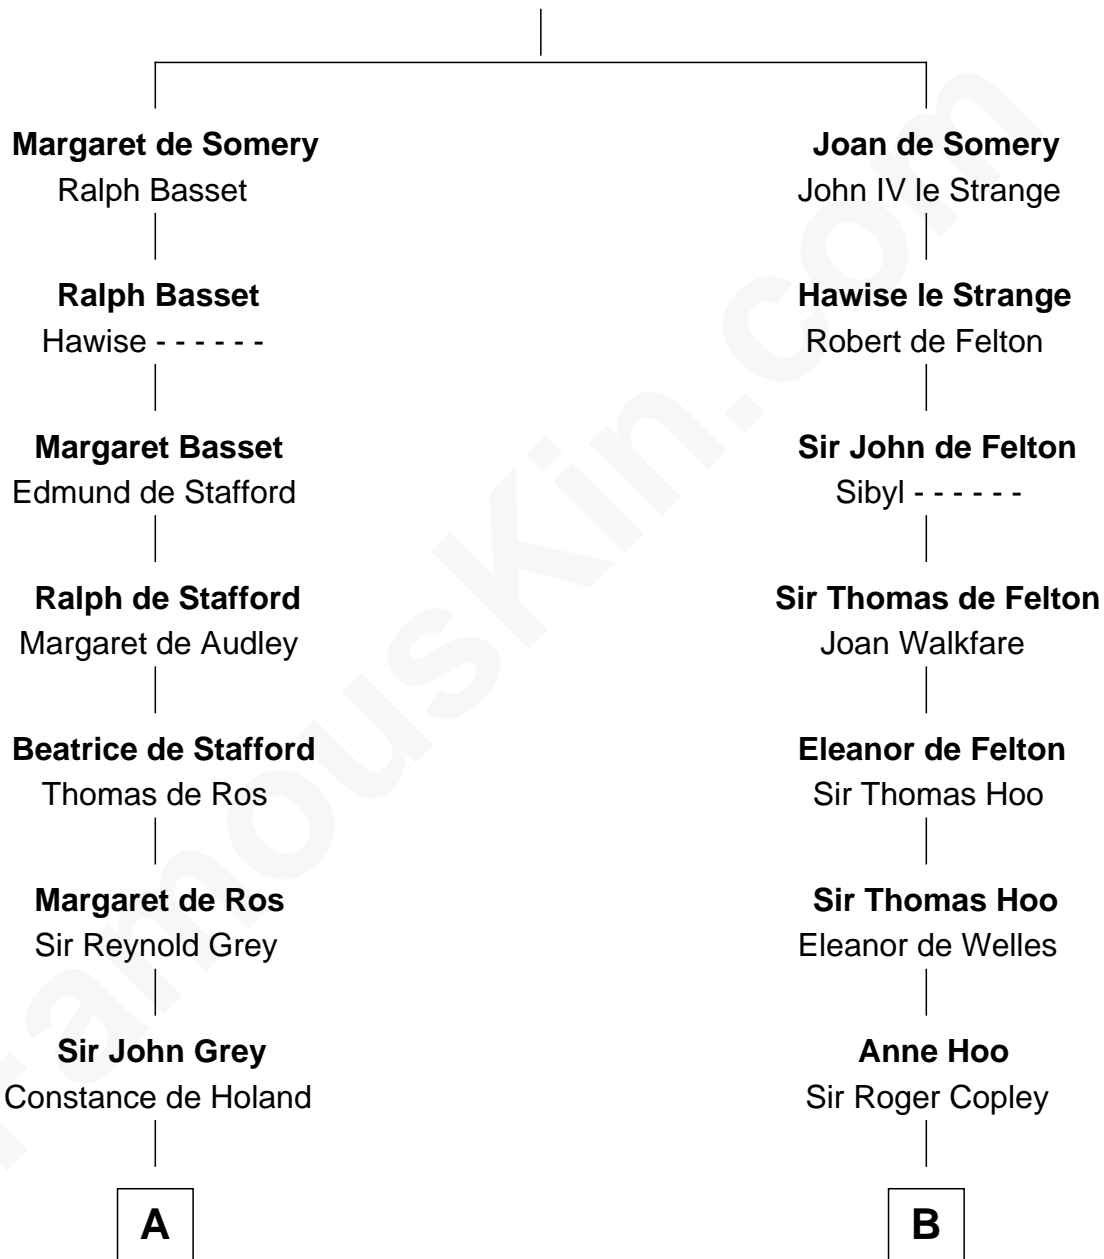 Margaret de Somery
Ralph Basset
Ralph Basset
Hawise - - - - - -
Margaret Basset
Edmund de Stafford
Ralph de Stafford
Margaret de Audley
Beatrice de Stafford
Thomas de Ros
Margaret de Ros
Sir Reynold Grey
Sir John Grey
Constance de Holand
A
Joan de Somery
John IV le Strange
Hawise le Strange
Robert de Felton
Sir John de Felton
Sibyl - - - - - -
Sir Thomas de Felton
Joan Walkfare
Eleanor de Felton
Sir Thomas Hoo
Sir Thomas Hoo
Eleanor de Welles
Anne Hoo
Sir Roger Copley
B
FamousKin.com